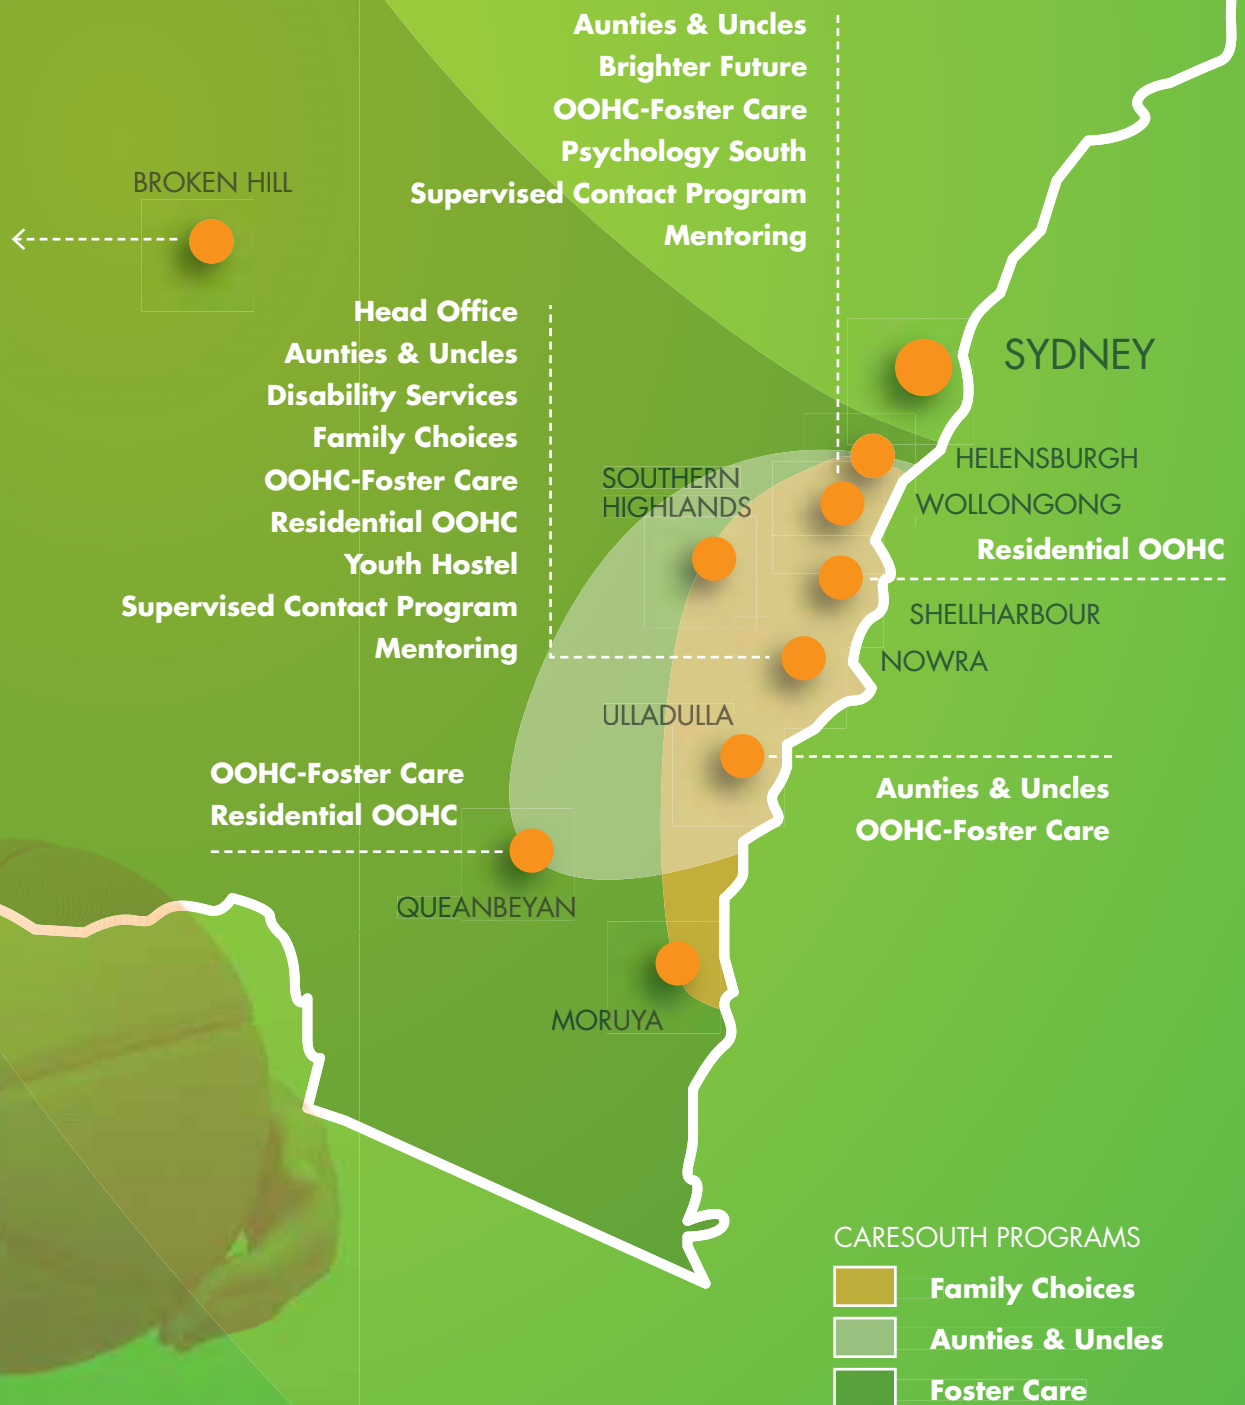 Aunties & Uncles
Brighter Future
OOHC-Foster Care
Psychology South
Supervised Contact Program
Mentoring
BROKEN HILL
Head Office
Aunties & Uncles
Disability Services
Family Choices
OOHC-Foster Care
Residential OOHC
Youth Hostel
Supervised Contact Program
Mentoring
SYDNEY
HELENSBURGH
SOUTHERN
HIGHLANDS
WOLLONGONG
Residential OOHC
SHELLHARBOUR
NOWRA
ULLADULLA
OOHC-Foster Care
Residential OOHC
Aunties & Uncles
OOHC-Foster Care
QUEANBEYAN
MORUYA
CARESOUTH PROGRAMS
Family Choices
Aunties & Uncles
Foster Care